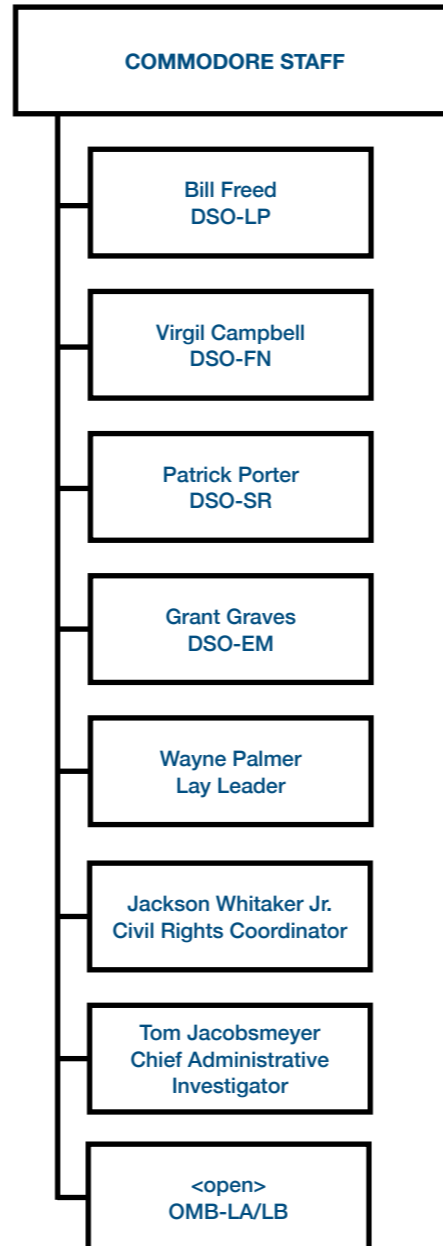 COMMODORE STAFF
Bill Freed
DSO-LP
Virgil Campbell
DSO-FN
Patrick Porter
DSO-SR
Grant Graves
DSO-EM
Wayne Palmer
Lay Leader
Jackson Whitaker Jr.
Civil Rights Coordinator
Tom Jacobsmeyer
Chief Administrative
Investigator
<open>
OMB-LA/LB